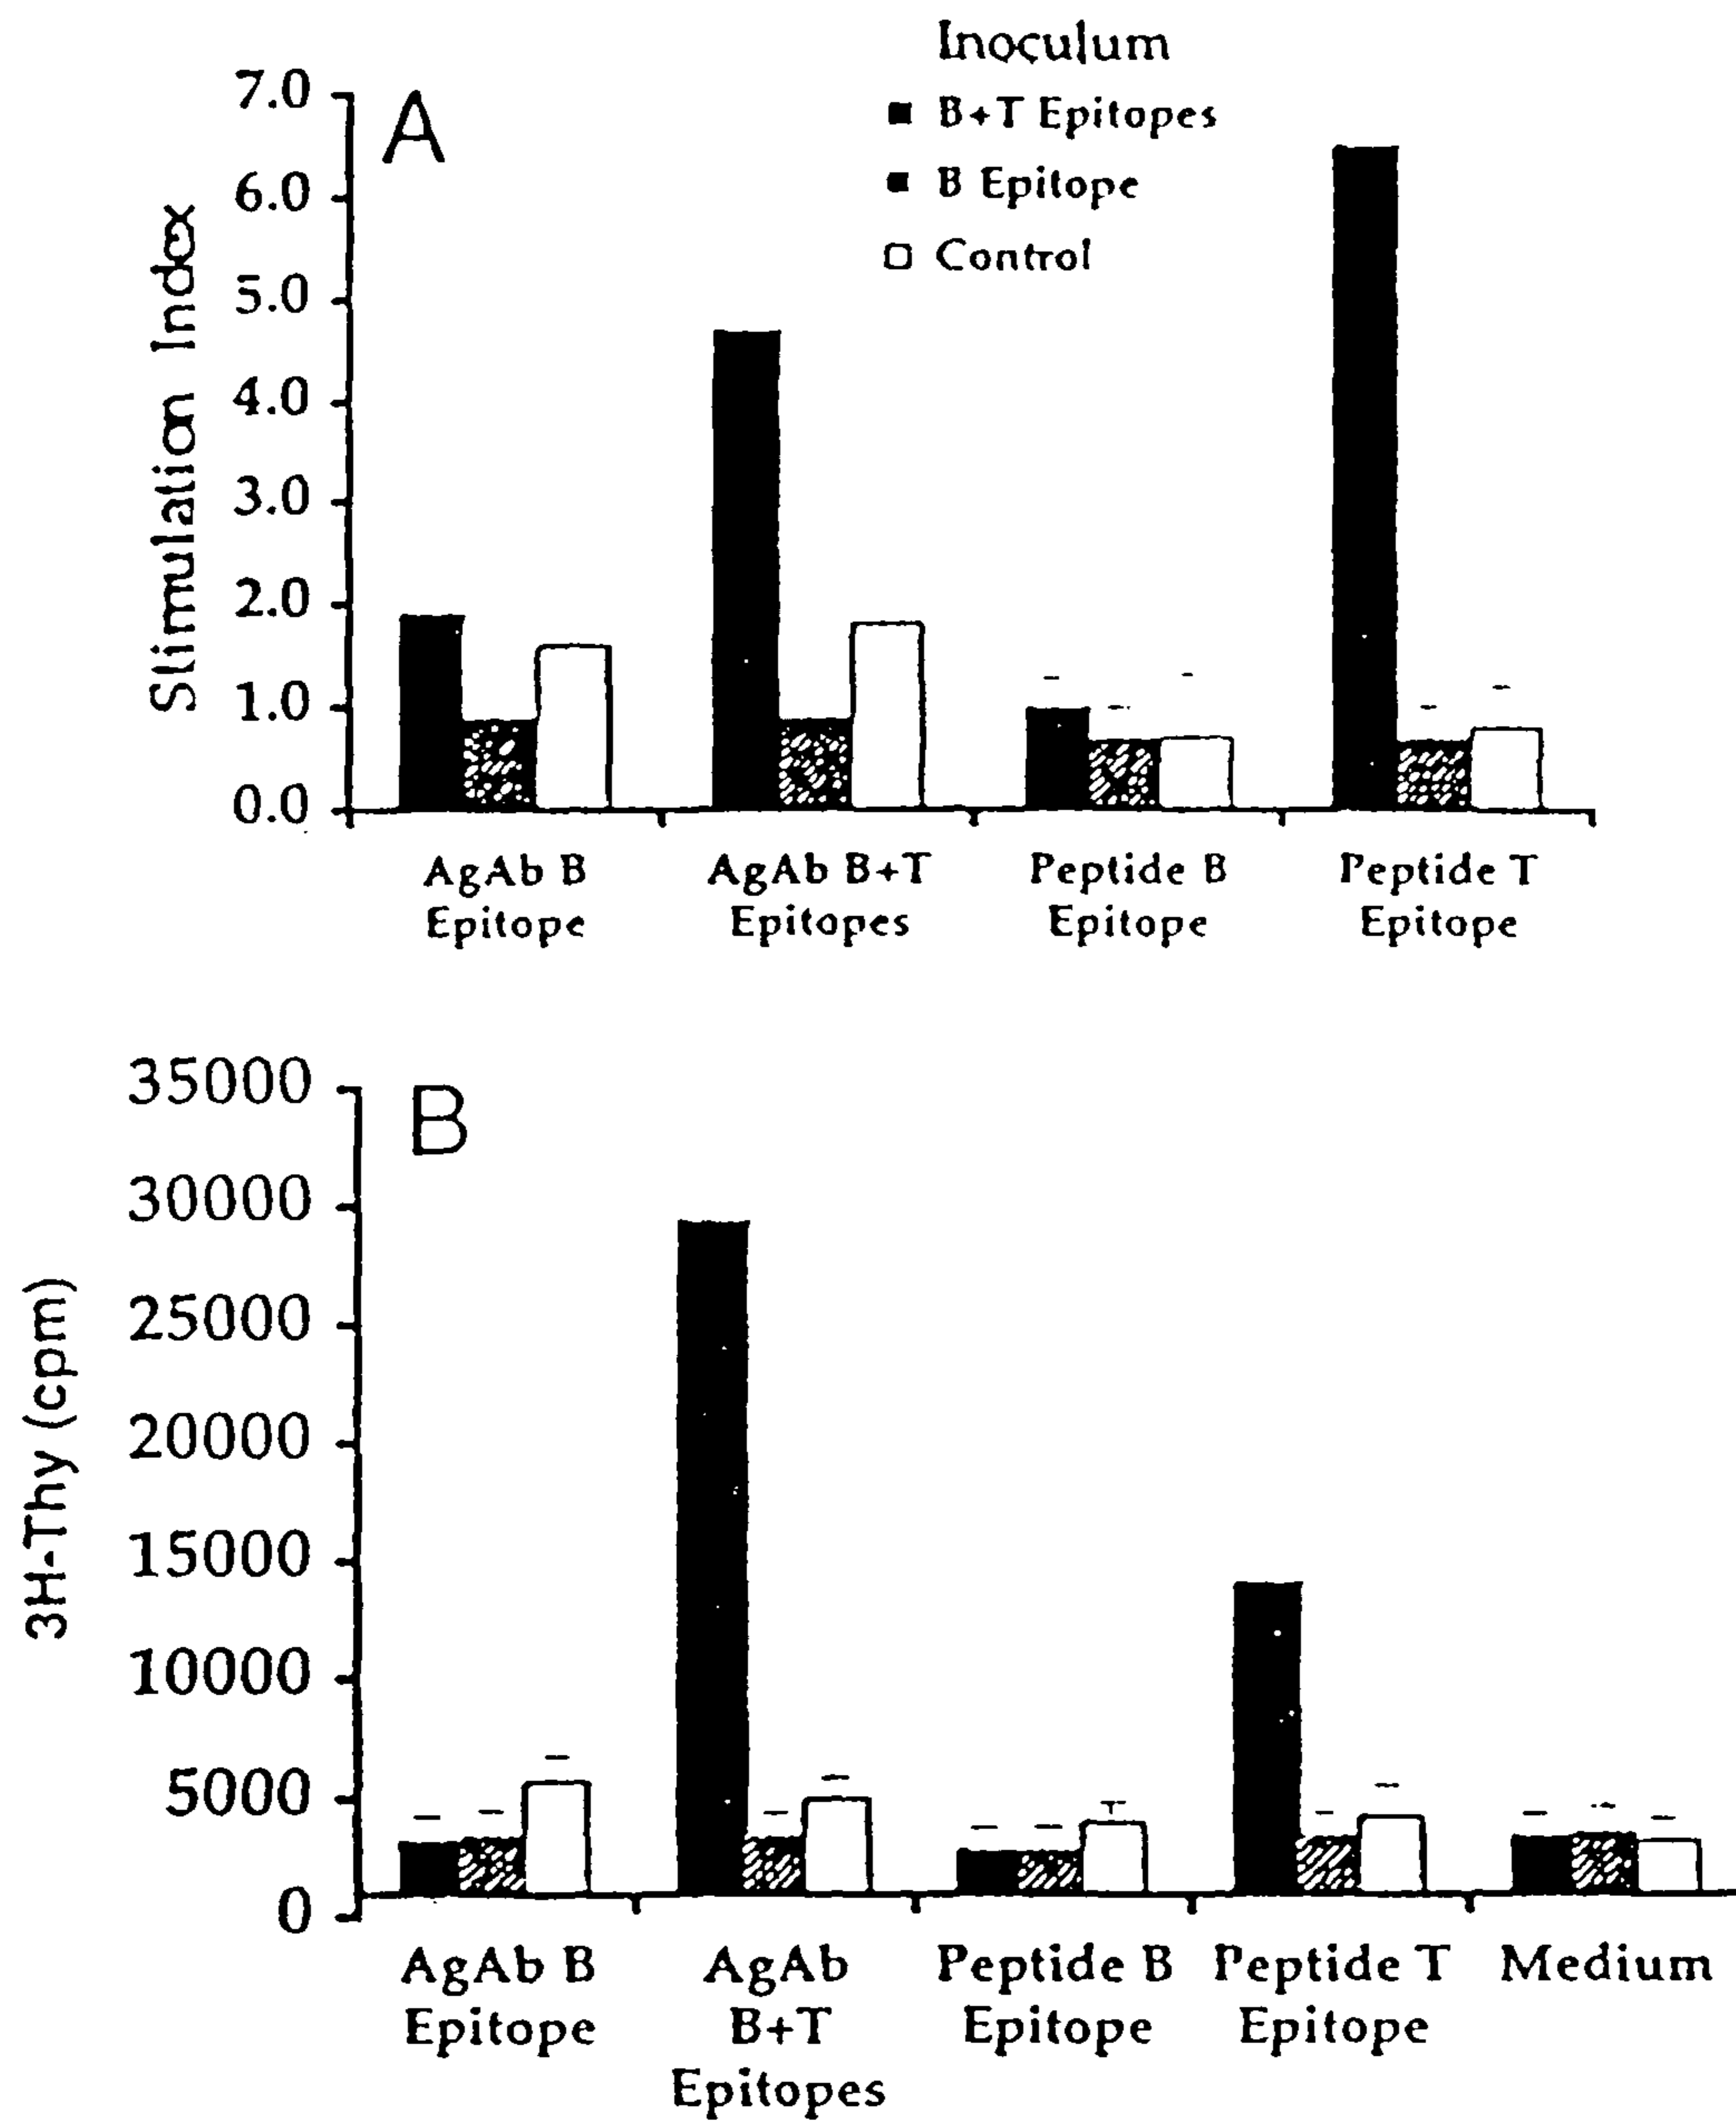 Inoculum
B+T Epitopes
B Epitope
Control
A
7.0
6.0
5.0
4.0
3.0
2.0
1.0
0.0
Stimulation Index
AgAb B
Epitope
AgAb B+T
Epitopes
Peptide B
Epitope
Peptide T
Epitope
B
35000
30000
25000
20000
15000
10000
5000
0
3H-Thy (cpm)
AgAb B
Epitope
AgAb
B+T
Epitopes
Peptide B
Epitope
Peptide T
Epitope
Medium